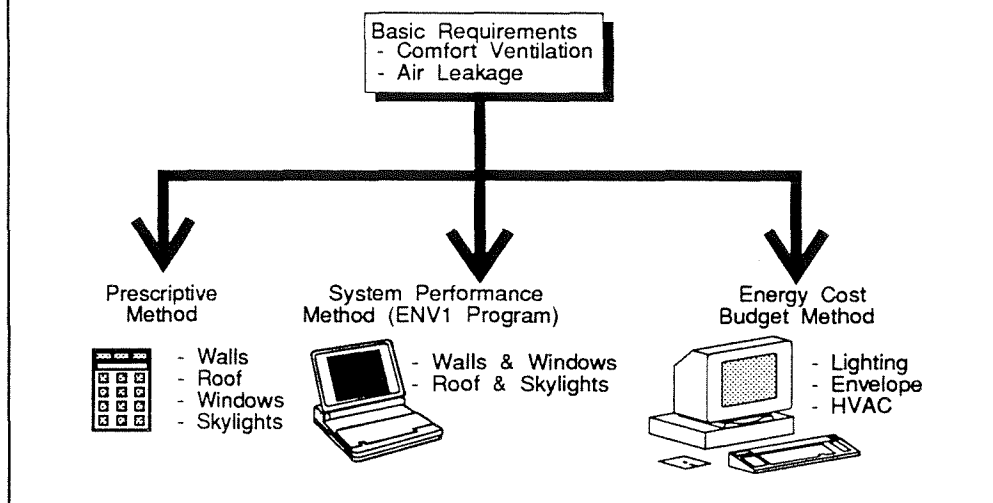 Basic Requirements
- Comfort Ventilation
- Air Leakage
Prescriptive
Method
- Walls
- Roof
- Windows
- Skylights
System Performance
Method (ENV1 Program)
- Walls & Windows
- Roof & Skylights
Energy Cost
Budget Method
- Lighting
- Envelope
- HVAC